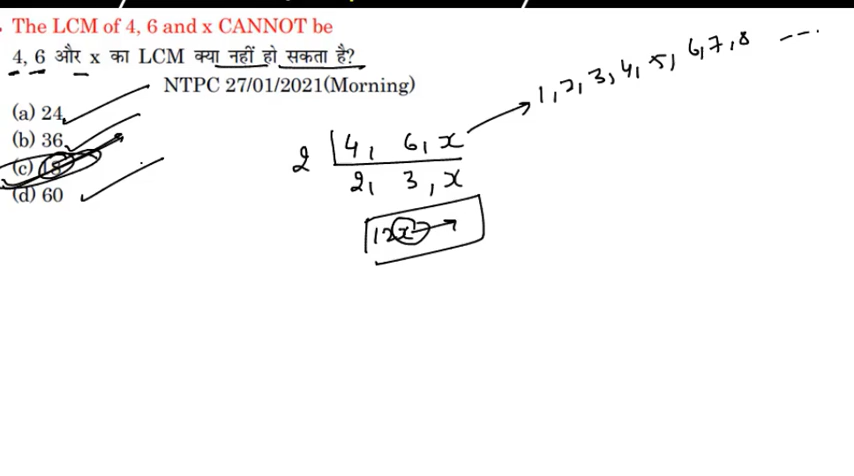 The LCM of 4, 6 and x CANNOT be
4, 6 और x का LCM क्या नहीं हो सकता है?
NTPC 27/01/2021(Morning)
(a) 24
(b) 36
(c) 18
(d) 60
1, 2, 3, 4, 5, 6, 7, 8 ---.
2 | 4, 6, x
2, 3, x
12x